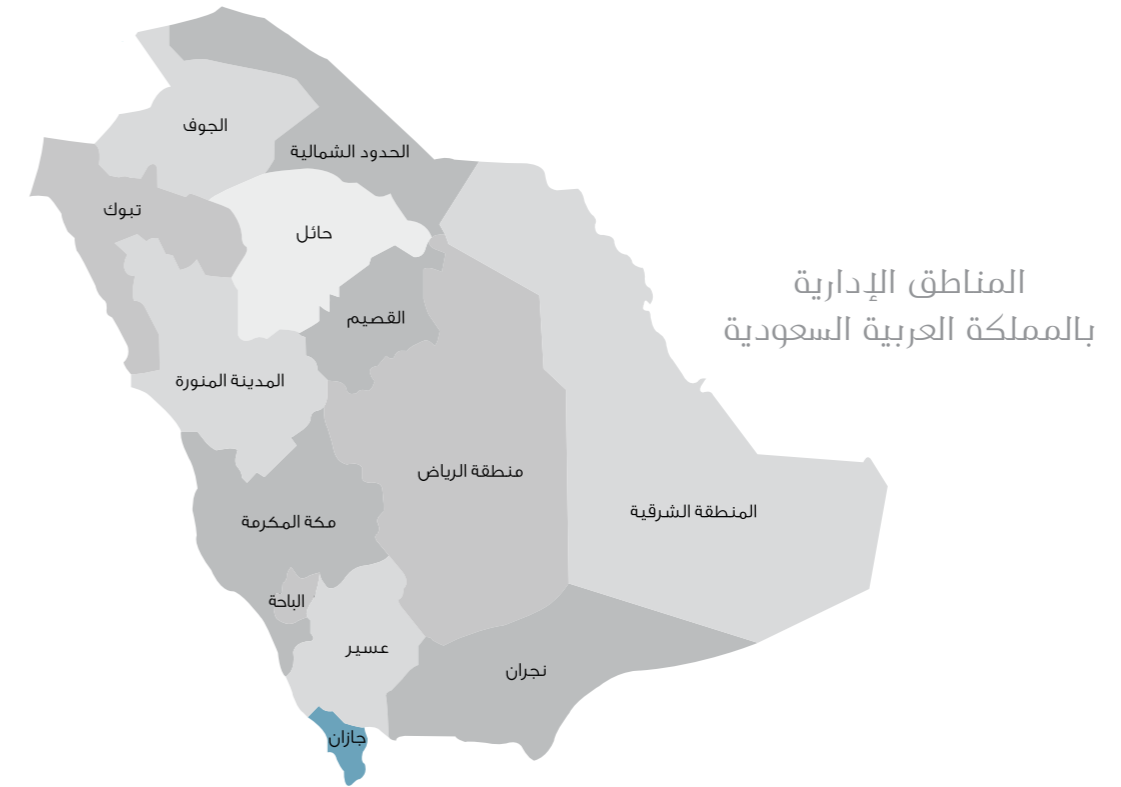 الجوف
الحدود الشمالية
تبوك
حائل
المناطق الإدارية
بالمملكة العربية السعودية
القصيم
المدينة المنورة
منطقة الرياض
المنطقة الشرقية
مكة المكرمة
الباحة
عسير
نجران
جازان